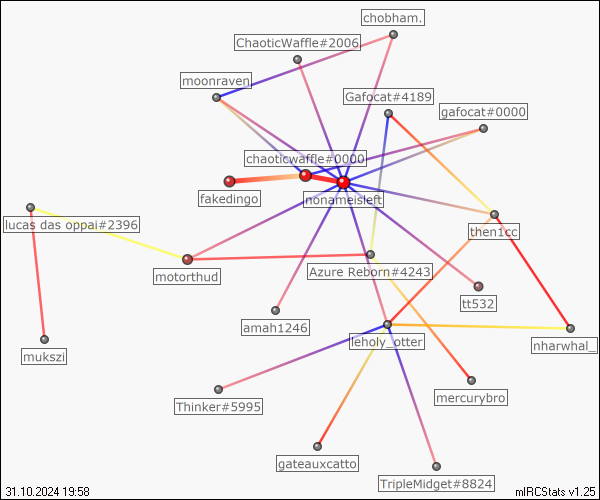 chobham.
ChaoticWaffle#2006
moonraven
Gafocat#4189
gafocat#0000
chaoticwaffle#0000
fakedingo
nonameisleft
lucas das oppai#2396
then1cc
motorthud
Azure Reborn#4243
tt532
amah1246
leholy_otter
nharwhal_
mukszi
mercurybro
Thinker#5995
gateauxcatto
TripleMidget#8824
31.10.2024 19:58
mIRCStats v1.25